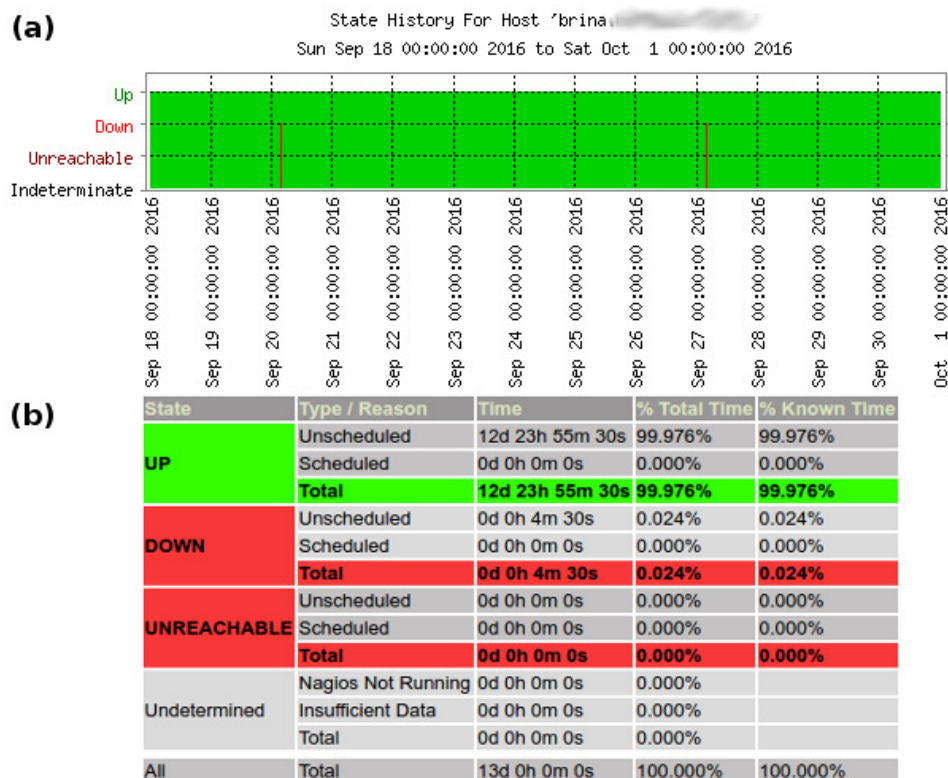 (a)
State History For Host 'brina
Sun Sep 18 00:00:00 2016 to Sat Oct 1 00:00:00 2016
Up
Down
Unreachable
Indeterminate
Sep 18 00:00:00 2016
Sep 19 00:00:00 2016
Sep 20 00:00:00 2016
Sep 21 00:00:00 2016
Sep 22 00:00:00 2016
Sep 23 00:00:00 2016
Sep 24 00:00:00 2016
Sep 25 00:00:00 2016
Sep 26 00:00:00 2016
Sep 27 00:00:00 2016
Sep 28 00:00:00 2016
Sep 29 00:00:00 2016
Sep 30 00:00:00 2016
Oct 1 00:00:00 2016
(b)
State Type / Reason Time % Total Time % Known Time
UP
Unscheduled 12d 23h 55m 30s 99.976% 99.976%
Scheduled 0d 0h 0m 0s 0.000% 0.000%
Total 12d 23h 55m 30s 99.976% 99.976%
DOWN
Unscheduled 0d 0h 4m 30s 0.024% 0.024%
Scheduled 0d 0h 0m 0s 0.000% 0.000%
Total 0d 0h 4m 30s 0.024% 0.024%
UNREACHABLE
Unscheduled 0d 0h 0m 0s 0.000% 0.000%
Scheduled 0d 0h 0m 0s 0.000% 0.000%
Total 0d 0h 0m 0s 0.000% 0.000%
Undetermined
Nagios Not Running 0d 0h 0m 0s 0.000%
Insufficient Data 0d 0h 0m 0s 0.000%
Total 0d 0h 0m 0s 0.000%
All Total 13d 0h 0m 0s 100.000% 100.000%